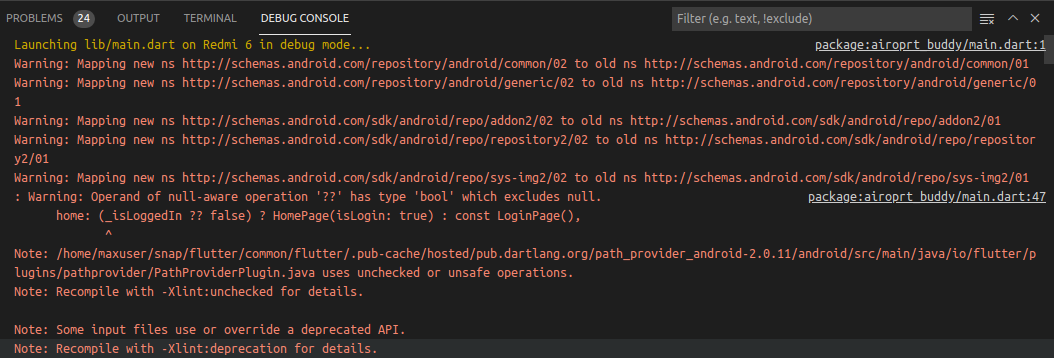 PROBLEMS 24 OUTPUT TERMINAL DEBUG CONSOLE Filter (e.g. text, !exclude)
Launching lib/main.dart on Redmi 6 in debug mode... package:airoprt_buddy/main.dart:1
Warning: Mapping new ns http://schemas.android.com/repository/android/common/02 to old ns http://schemas.android.com/repository/android/common/01
Warning: Mapping new ns http://schemas.android.com/repository/android/generic/02 to old ns http://schemas.android.com/repository/android/generic/0
1
Warning: Mapping new ns http://schemas.android.com/sdk/android/repo/addon2/02 to old ns http://schemas.android.com/sdk/android/repo/addon2/01
Warning: Mapping new ns http://schemas.android.com/sdk/android/repo/repository2/02 to old ns http://schemas.android.com/sdk/android/repo/repositor
y2/01
Warning: Mapping new ns http://schemas.android.com/sdk/android/repo/sys-img2/02 to old ns http://schemas.android.com/sdk/android/repo/sys-img2/01
: Warning: Operand of null-aware operation '??' has type 'bool' which excludes null. package:airoprt_buddy/main.dart:47
home: (_isLoggedIn ?? false) ? HomePage(isLogin: true) : const LoginPage(),
^
Note: /home/maxuser/snap/flutter/common/flutter/.pub-cache/hosted/pub.dartlang.org/path_provider_android-2.0.11/android/src/main/java/io/flutter/p
lugins/pathprovider/PathProviderPlugin.java uses unchecked or unsafe operations.
Note: Recompile with -Xlint:unchecked for details.
Note: Some input files use or override a deprecated API.
Note: Recompile with -Xlint:deprecation for details.